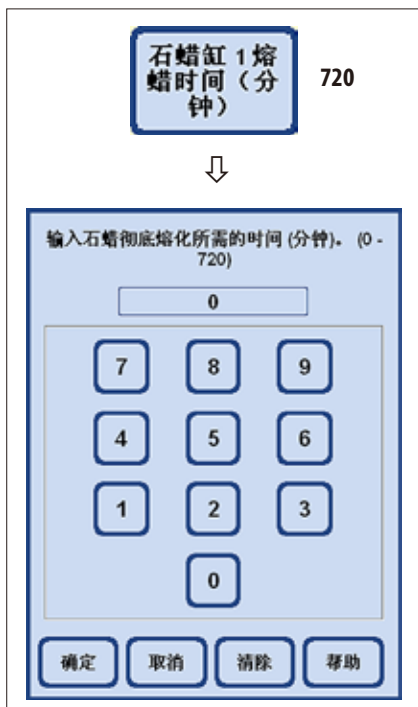 石蜡缸 1 熔
蜡时间（分
钟）
720
输入石蜡彻底熔化所需的时间 (分钟)。 (0 -
720)
0
7 8 9
4 5 6
1 2 3
0
确定 取消 清除 帮助